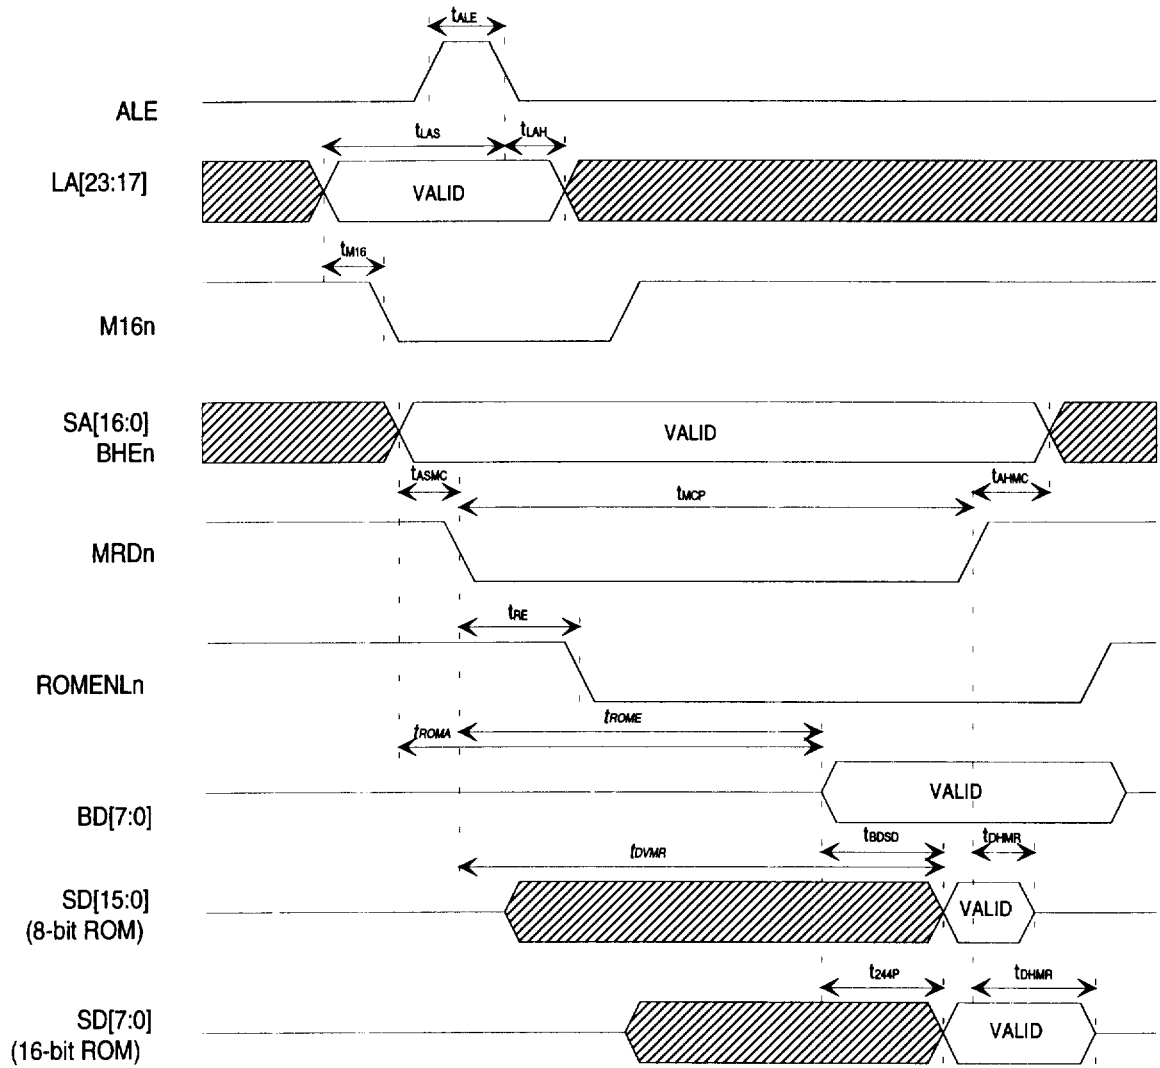 tALE
ALE
tLAS tLAH
LA[23:17] VALID
tM16
M16n
SA[16:0]
BHEn
VALID
tASMC tMCP tAHMC
MRDn
tRE
ROMENLn
tROME
tROMA
VALID
BD[7:0]
tBDSD tDHMR
tDVMR
SD[15:0]
(8-bit ROM)
VALID
t244P tDHMR
SD[7:0]
(16-bit ROM)
VALID